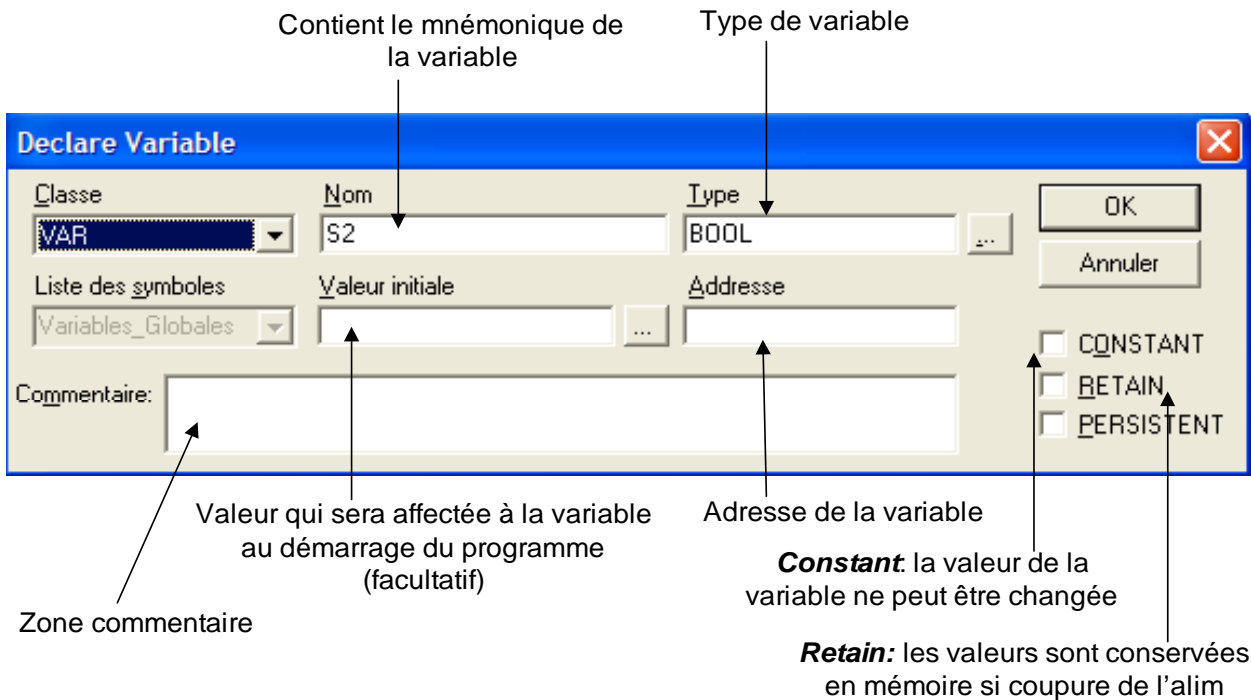 Contient le mnémonique de
la variable
Type de variable
Declare Variable
Classe
Nom
Type
VAR
S2
BOOL
...
OK
Annuler
Liste des symboles
Valeur initiale
Addresse
Variables_Globales
...
CONSTANT
RETAIN
PERSISTENT
Commentaire:
Valeur qui sera affectée à la variable
au démarrage du programme
(facultatif)
Adresse de la variable
Constant: la valeur de la
variable ne peut être changée
Zone commentaire
Retain: les valeurs sont conservées
en mémoire si coupure de l'alim